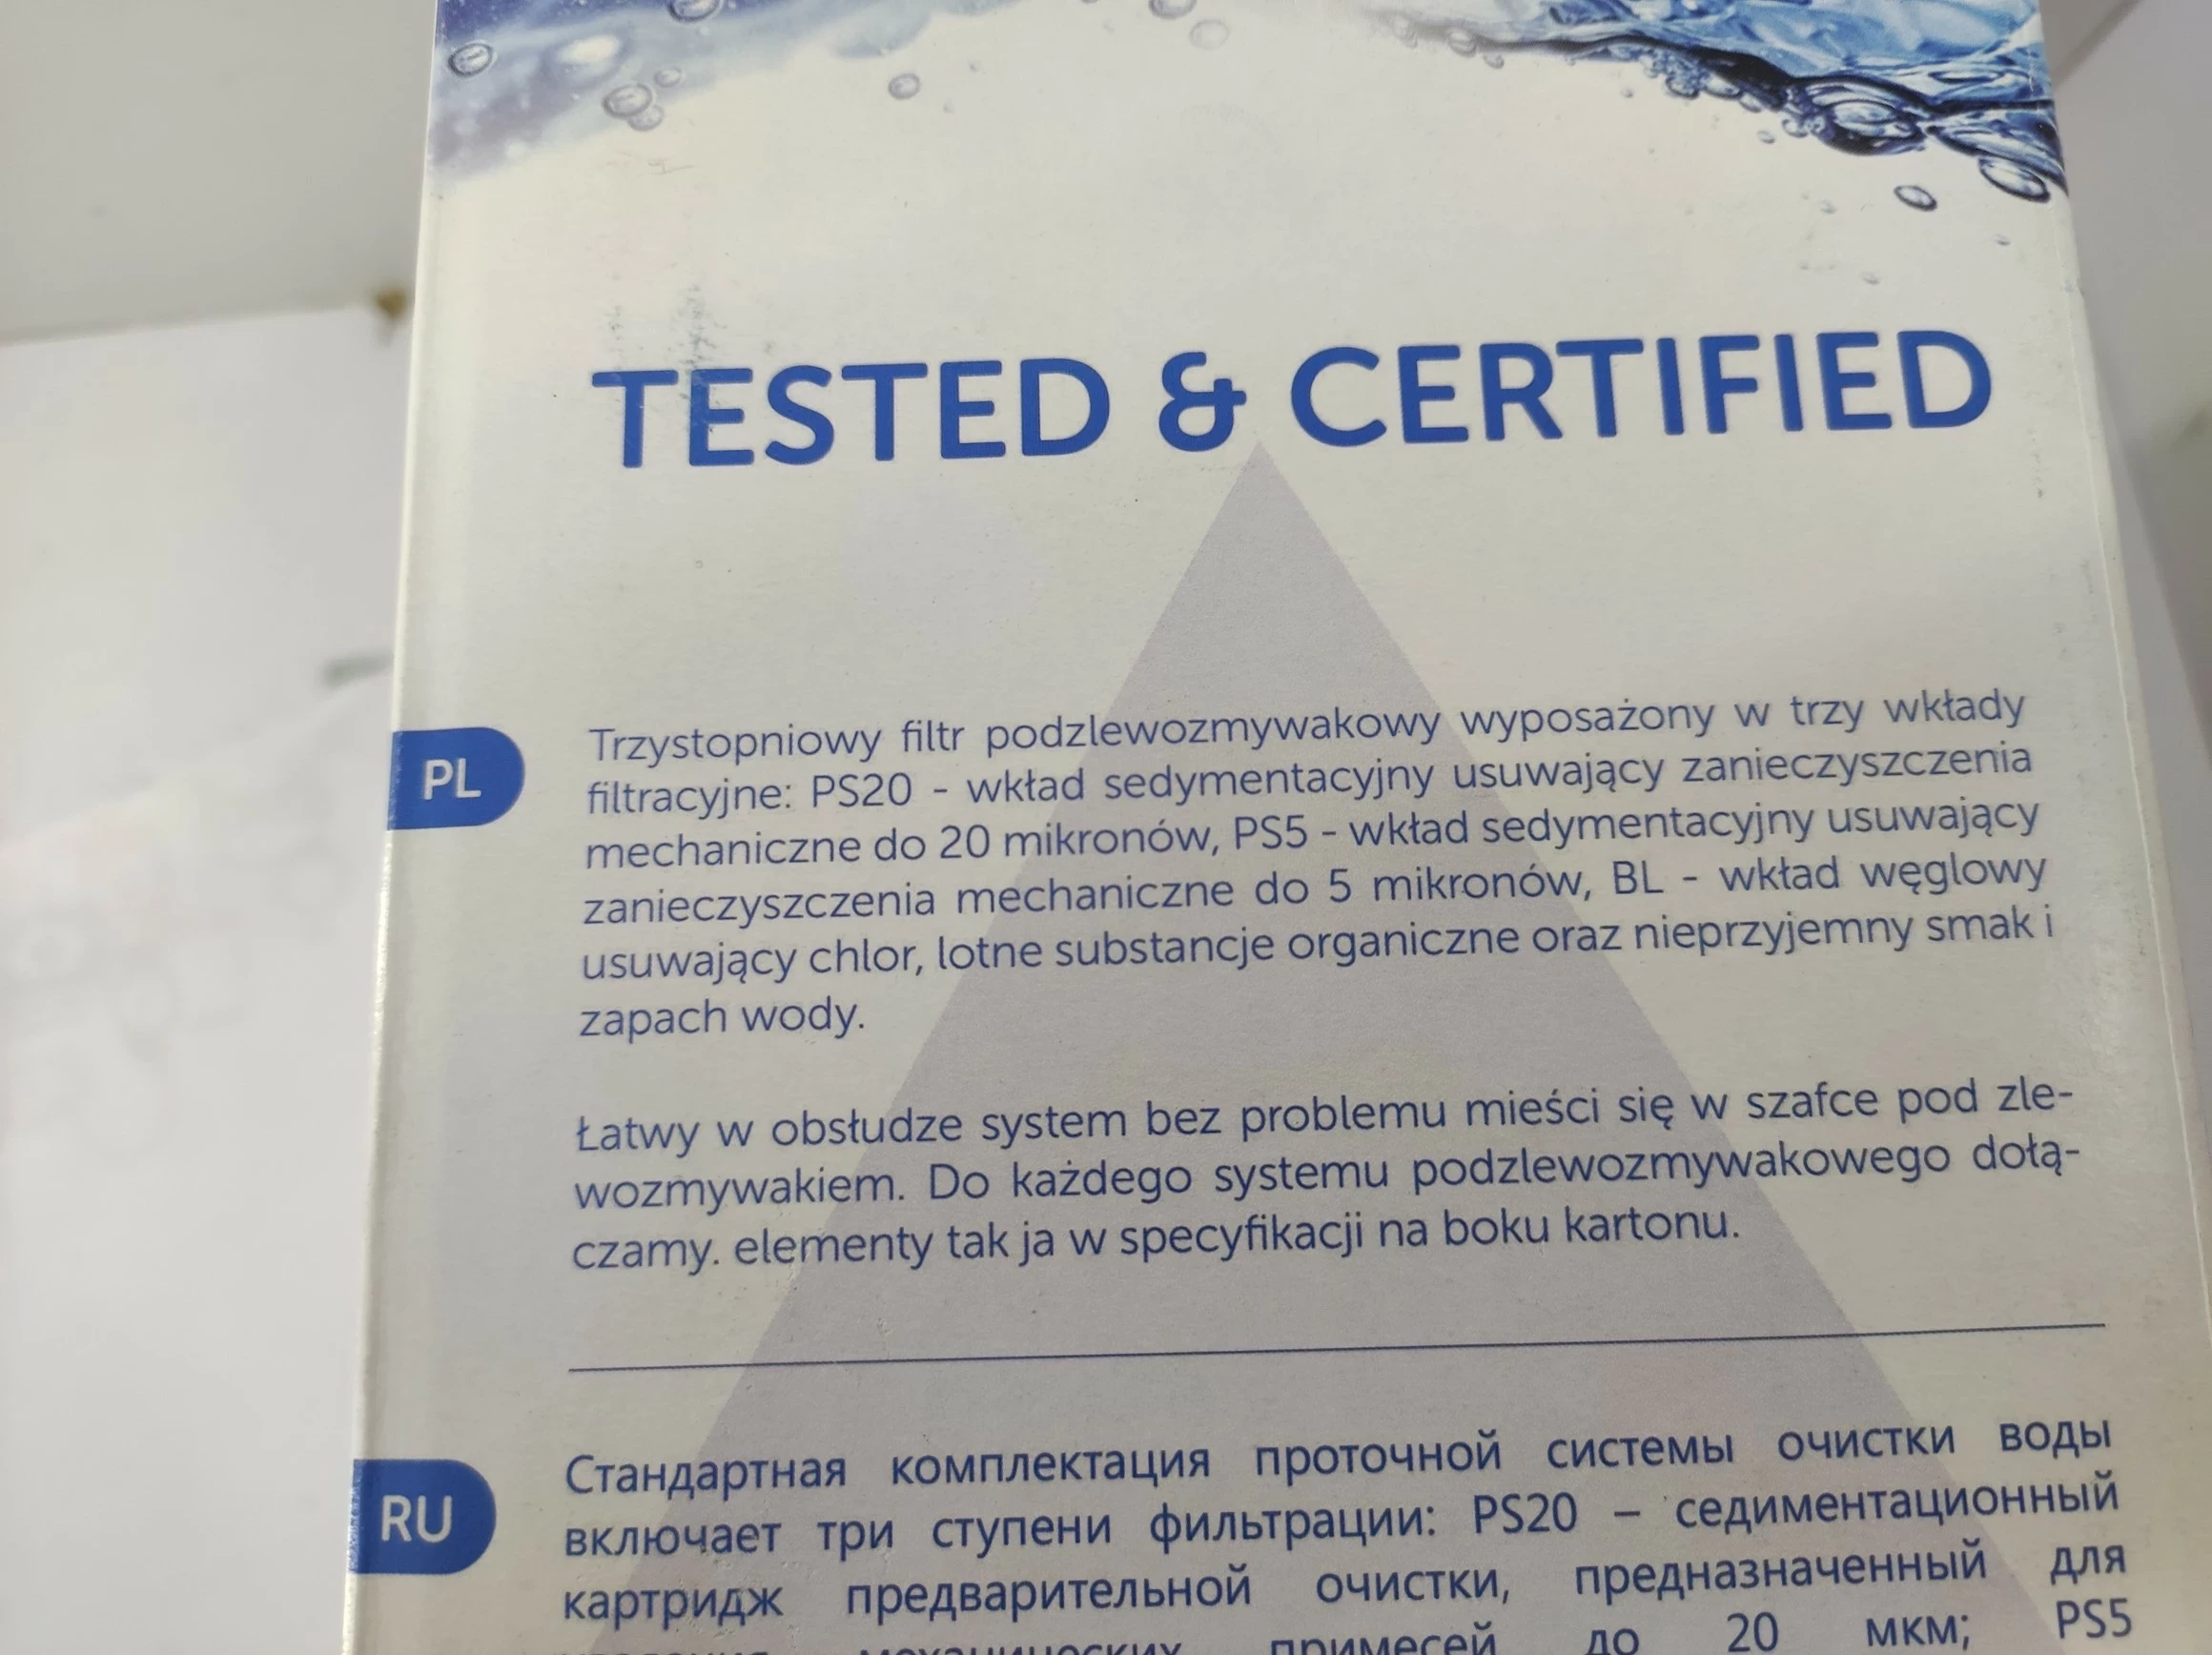 TESTED & CERTIFIED
PL
Trzystopniowy filtr podzlewozmywakowy wyposażony w trzy wkłady
filtracyjne: PS20 - wkład sedymentacyjny usuwający zanieczyszczenia
mechaniczne do 20 mikronów, PS5 - wkład sedymentacyjny usuwający
zanieczyszczenia mechaniczne do 5 mikronów, BL - wkład węglowy
usuwający chlor, lotne substancje organiczne oraz nieprzyjemny smak i
zapach wody.
Łatwy w obsłudze system bez problemu mieści się w szafce pod zle-
wozmywakiem. Do każdego systemu podzlewozmywakowego dołą-
czamy. elementy tak ja w specyfikacji na boku kartonu.
RU
Стандартная комплектация проточной системы очистки воды
включает три ступени фильтрации: PS20 – седиментационный
картридж предварительной очистки, предназначенный для
механических примесей до 20 мкм; PS5